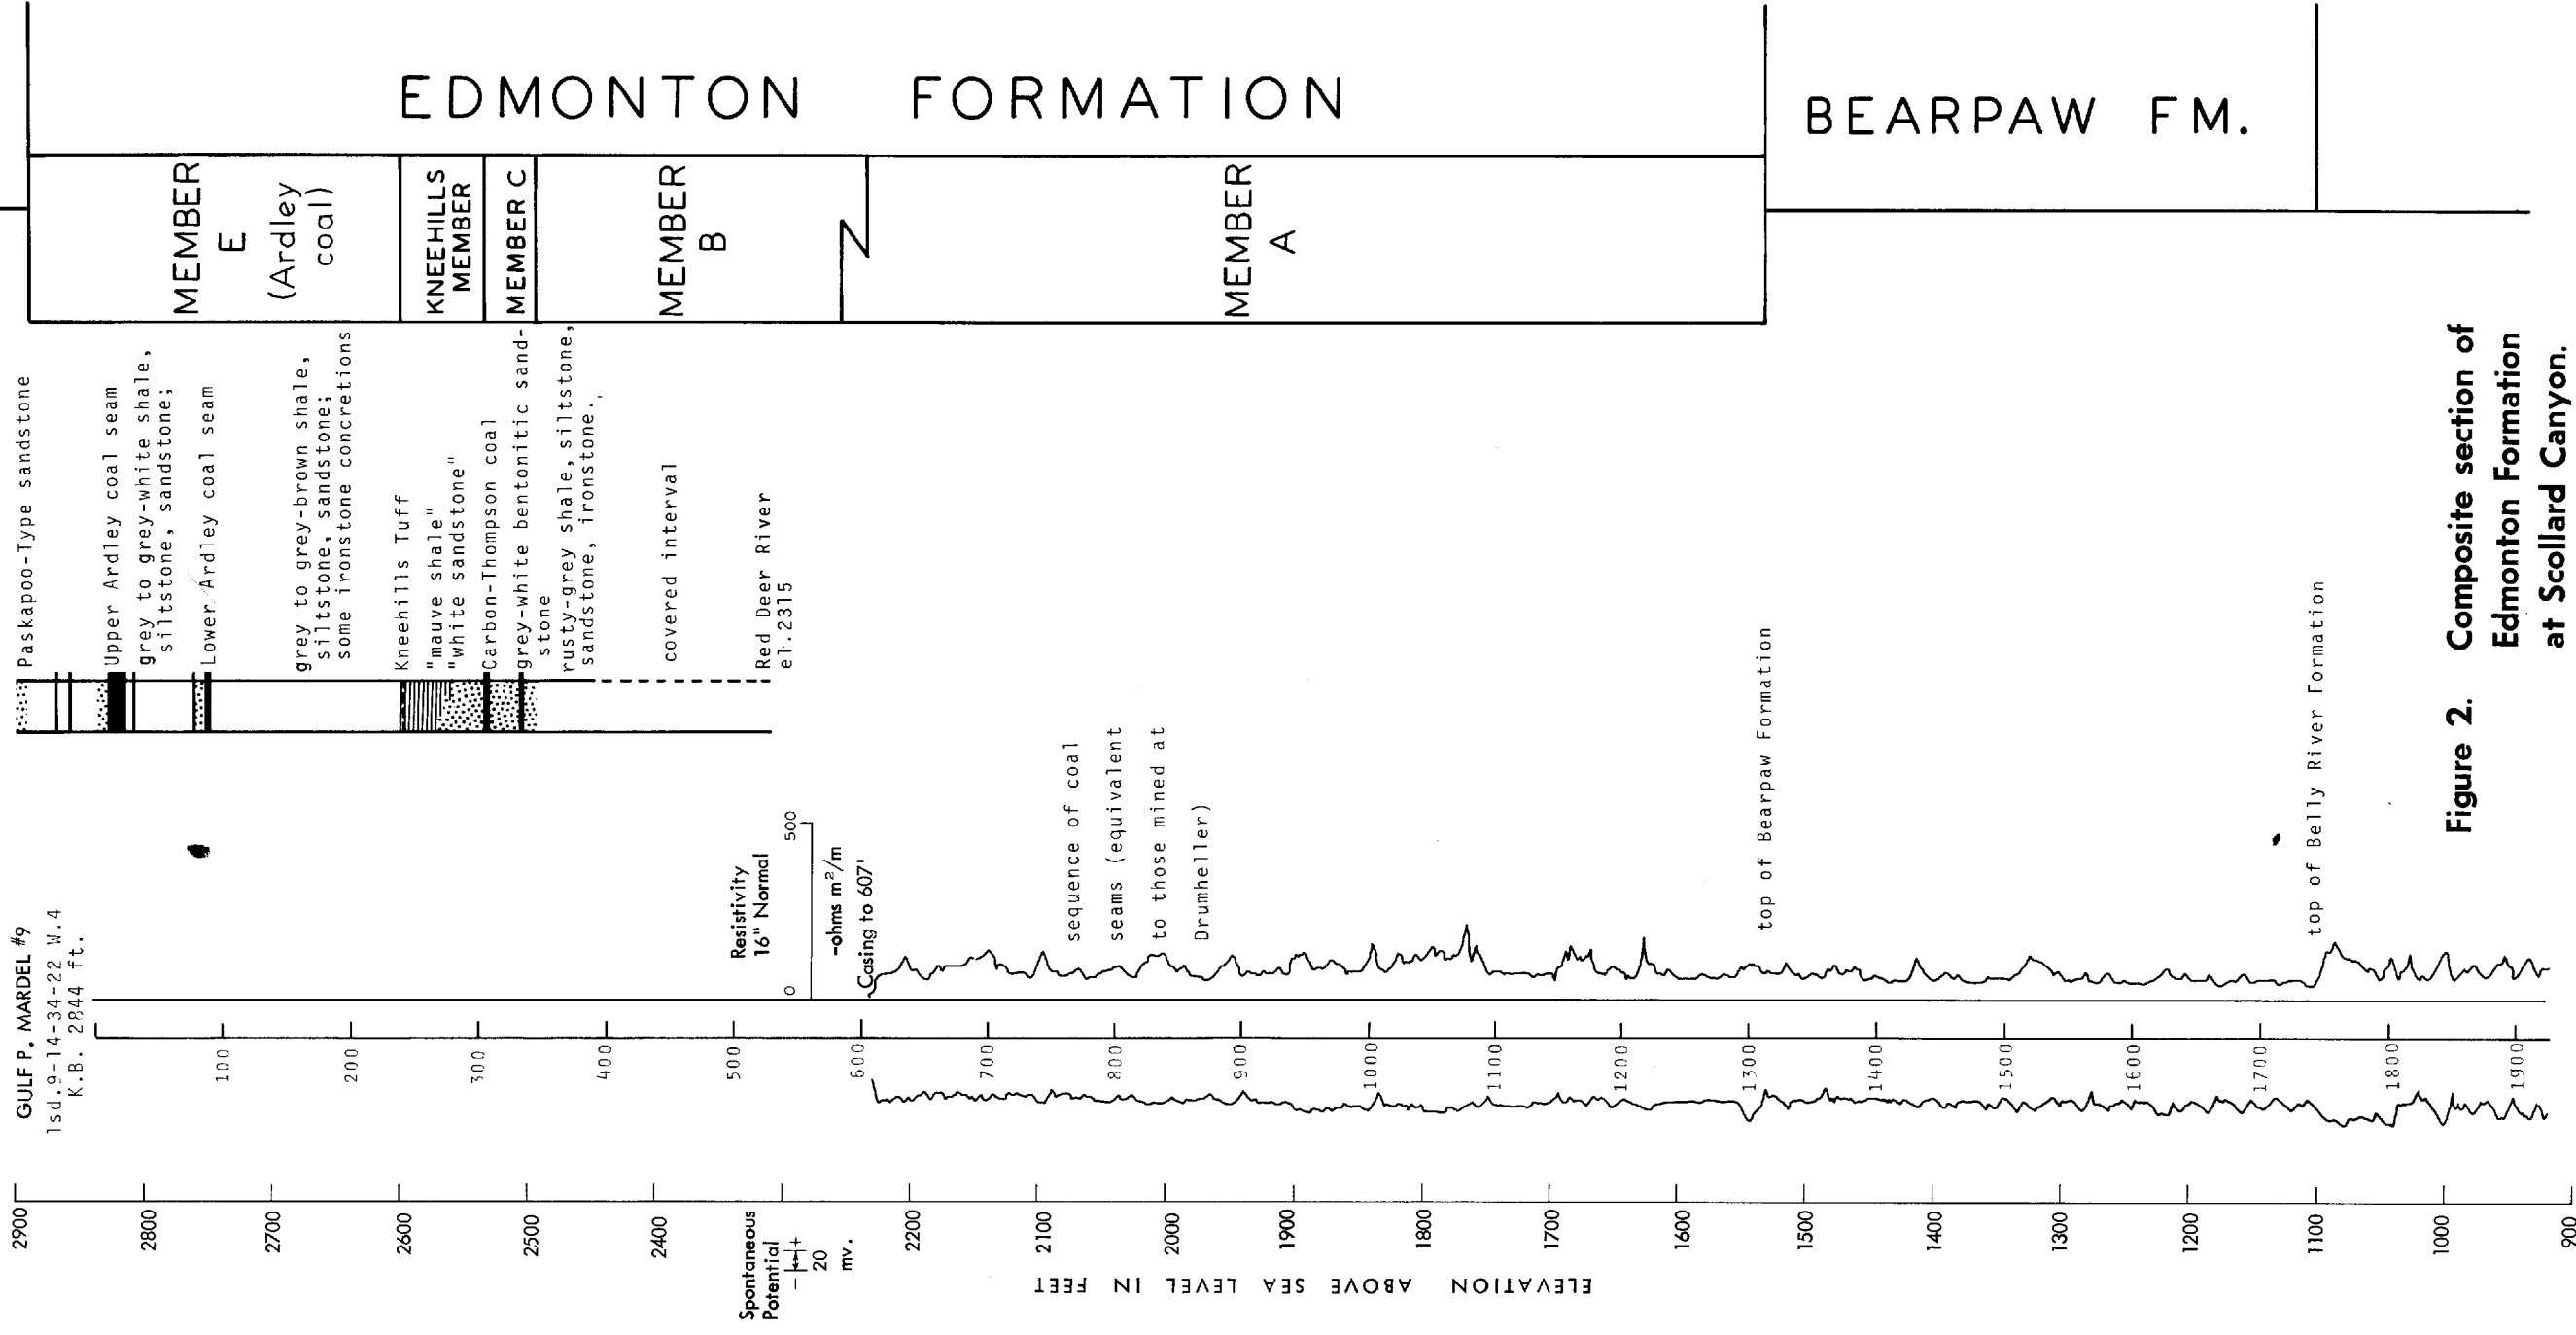 EDMONTON FORMATION
BEARPAW FM.
MEMBER
E
(Ardley
coal)
KNEEHILLS
MEMBER
MEMBER C
MEMBER
B
MEMBER
A
Paskapoo-Type sandstone
Upper Ardley coal seam
grey to grey-white shale,
siltstone, sandstone;
Lower Ardley coal seam
grey to grey-brown shale,
siltstone, sandstone;
some ironstone concretions
Kneehills Tuff
"mauve shale"
"white sandstone"
Carbon-Thompson coal
grey-white bentonitic sand-
stone
rusty-grey shale, siltstone,
sandstone, ironstone.
covered interval
Red Deer River
el.2315
GULF P. MARDEL #9
lsd.9-14-34-22 W.4
K.B. 2844 ft.
Resistivity
16" Normal
0 500
-ohms m²/m
Casing to 607'
sequence of coal
seams (equivalent
to those mined at
Drumheller)
top of Bearpaw Formation
top of Belly River Formation
100
200
300
400
500
600
700
800
900
1000
1100
1200
1300
1400
1500
1600
1700
1800
1900
Spontaneous
Potential
- +
20
mv.
2900
2800
2700
2600
2500
2400
2200
2100
2000
1900
1800
1700
1600
1500
1400
1300
1200
1100
1000
900
ELEVATION ABOVE SEA LEVEL IN FEET
Figure 2. Composite section of
Edmonton Formation
at Scollard Canyon.